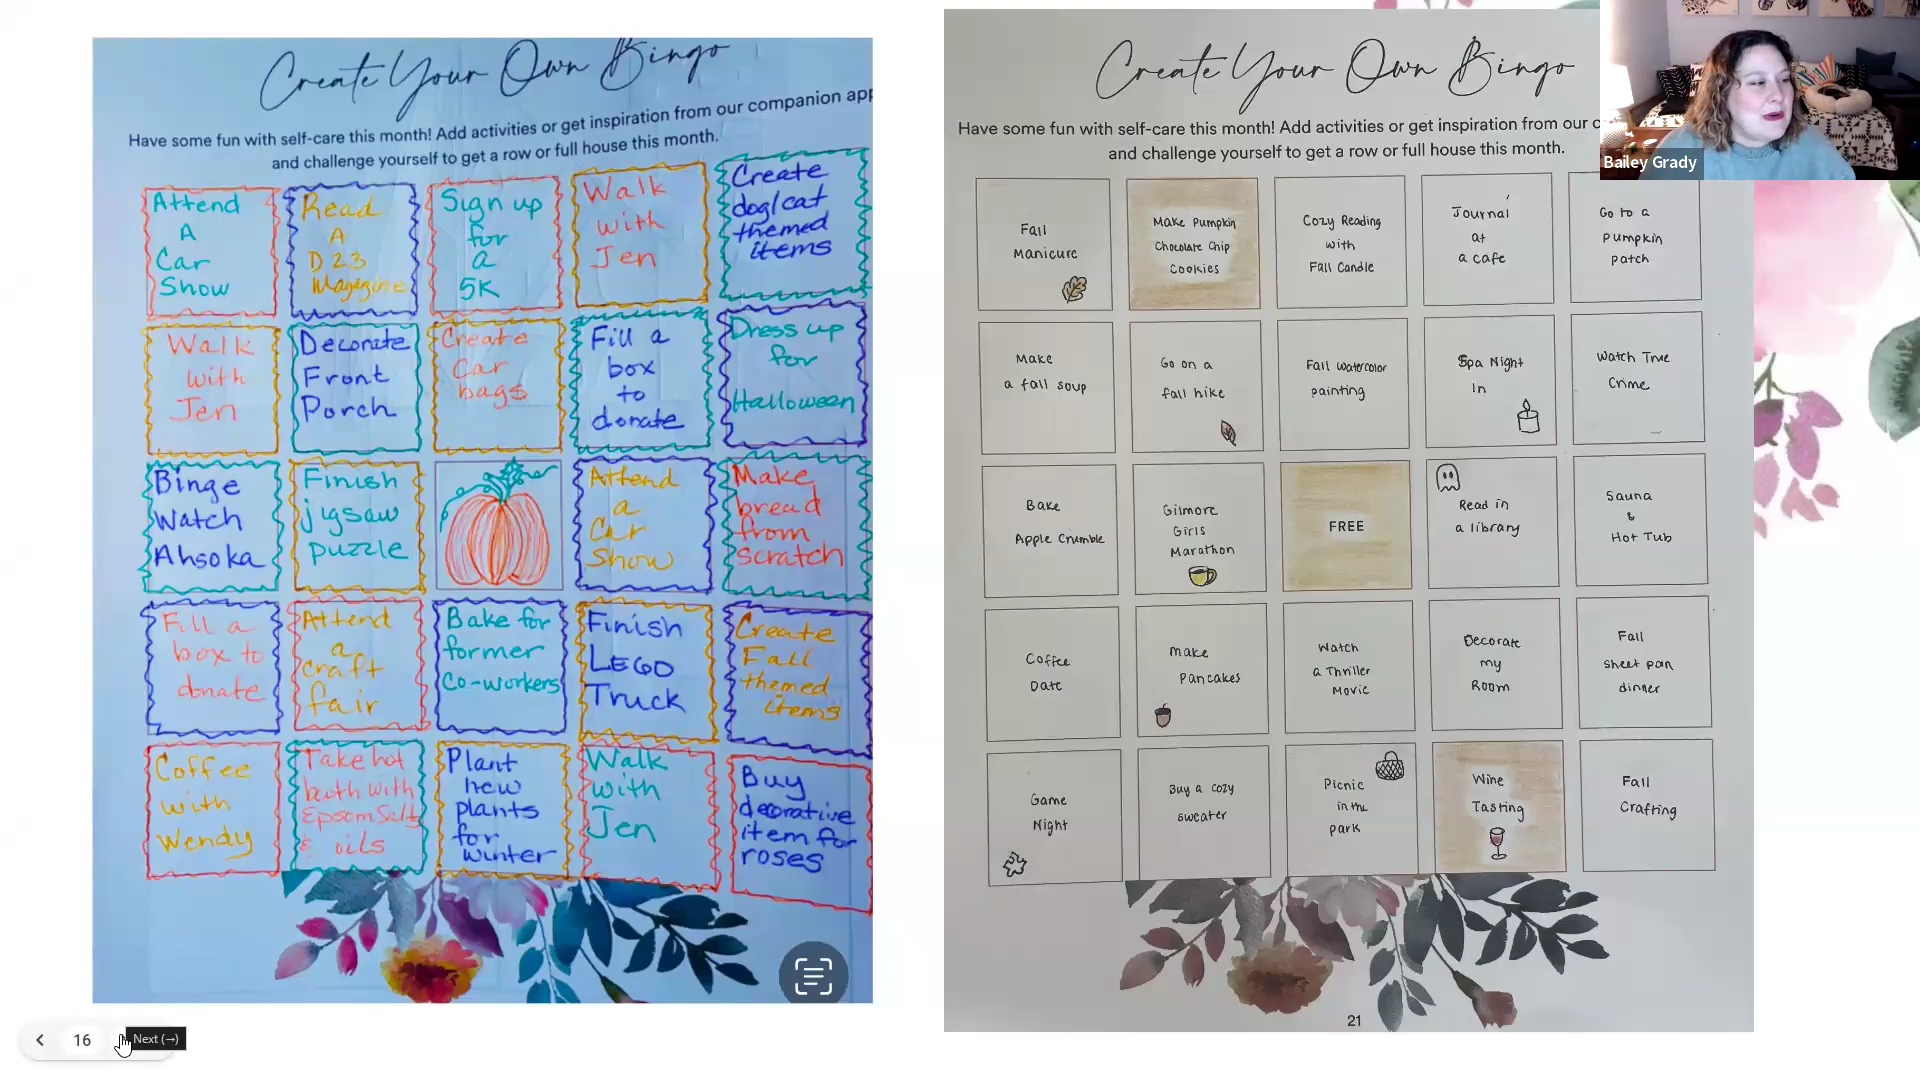 Create Your Own Bingo
Have some fun with self-care this month! Add activities or get inspiration from our companion app
and challenge yourself to get a row or full house this month.
Attend
A
Car
Show
Read
A
D23
Magazine
Sign up
for
a
5K
Walk
with
Jen
Create
dog/cat
themed
items
Walk
with
Jen
Decorate
Front
Porch
Create
Car
bags
Fill a
box
to
donate
Dress up
for
Halloween
Binge
Watch
Ahsoka
Finish
jigsaw
puzzle
Attend
a
Car
Show
Make
bread
from
scratch
Fill a
box to
donate
Attend
a
craft
fair
Bake for
former
Co-workers
Finish
LEGO
Truck
Create
Fall
themed
items
Coffee
with
Wendy
Take hot
bath with
Epsom Salt
& oils
Plant
new
plants
for
winter
Walk
with
Jen
Buy
decorative
item for
roses
Create Your Own Bingo
Have some fun with self-care this month! Add activities or get inspiration from our c
and challenge yourself to get a row or full house this month.
Fall
Manicure
Make Pumpkin
Chocolate Chip
Cookies
Cozy Reading
with
Fall Candle
Journal
at
a cafe
Go to a
pumpkin
patch
Make
a fall soup
Go on a
fall hike
Fall watercolor
painting
Spa Night
In
Watch True
Crime
Bake
Apple Crumble
Gilmore
Girls
Marathon
FREE
Read in
a library
Sauna
&
Hot Tub
Coffee
Date
Make
Pancakes
Watch
a Thriller
Movie
Decorate
my
Room
Fall
sheet pan
dinner
Game
Night
Buy a cozy
sweater
Picnic
in the
park
Wine
Tasting
Fall
Crafting
21
Bailey Grady
16
Next (→)